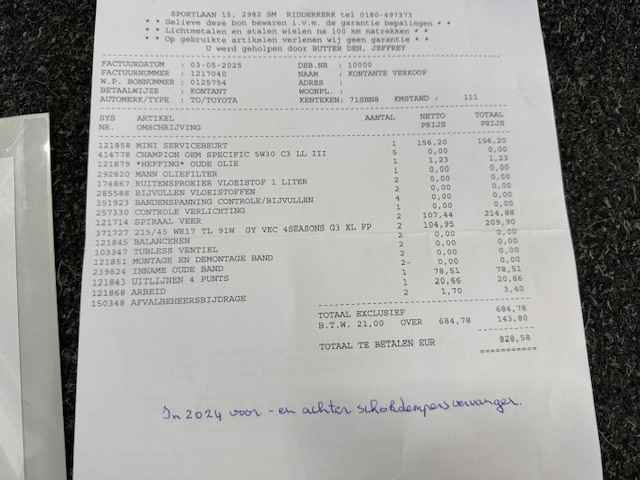 SPORTLAAN 15, 2982 SM RIDDERKERK tel 0180-497373
* * Gelieve deze bon bewaren i.v.m. de garantie bepalingen * *
* * Lichtmetalen en stalen wielen na 100 km natrekken * *
* * Op gebruikte artikelen verlenen wij geen garantie *
U werd geholpen door BUTTER DEN, JEFFREY
FACTUURDATUM : 03-05-2025 DEB.NR : 10000
FACTUURNUMMER : 1217040 NAAM : KONTANTE VERKOOP
W.P. BONNUMMER : 0125754 ADRES :
BETAALWIJZE : KONTANT WOONPL. :
AUTOMERK/TYPE : TO/TOYOTA KENTEKEN: 71SBN8 KMSTAND : 111
SYS ARTIKEL AANTAL NETTO TOTAAL
NR. OMSCHRIJVING PRIJS PRIJS
121858 MINI SERVICEBEURT 1 156,20 156,20
414778 CHAMPION OEM SPECIFIC 5W30 C3 LL III 5 0,00 0,00
121879 *HEFFING* OUDE OLIE 1 1,23 1,23
292820 MANN OLIEFILTER 1 0,00 0,00
174867 RUITENSPROEIER VLOEISTOF 1 LITER 2 0,00 0,00
285588 BIJVULLEN VLOEISTOFFEN 2 0,00 0,00
351923 BANDENSPANNING CONTROLE/BIJVULLEN 4 0,00 0,00
257330 CONTROLE VERLICHTING 1 0,00 0,00
121714 SPIRAAL VEER 2 107,44 214,88
371727 215/45 WR17 TL 91W GY VEC 4SEASONS G3 XL FP 2 104,95 209,90
121845 BALANCEREN 2 0,00 0,00
103347 TUBLESS VENTIEL 2 0,00 0,00
121851 MONTAGE EN DEMONTAGE BAND 2 0,00 0,00
239624 INNAME OUDE BAND 2- 0,00 0,00
121843 UITLIJNEN 4 PUNTS 1 78,51 78,51
121868 ARBEID 1 20,66 20,66
150348 AFVALBEHEERSBIJDRAGE 2 1,70 3,40
TOTAAL EXCLUSIEF 684,78
B.T.W. 21,00 OVER 684,78 143,80
TOTAAL TE BETALEN EUR 828,58
In 2024 voor - en achter schokdempers vervangen.